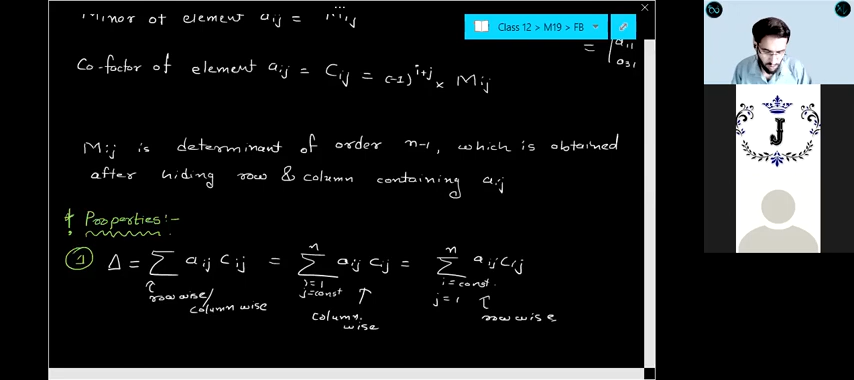 Minor of element aij = Mij
Class 12 > M19 > FB
= | a11
a31
Co-factor of element aij = Cij = (-1)^i+j × Mij
Mij is determinant of order n-1, which is obtained
after hiding row & column containing aij
* Properties:-
① Δ = ∑ aij cij = ∑ aij cij = ∑ aij cij
n n
i=1 i=const.
j=const j=1
↑ row wise/ ↑ ↑
column wise column wise row wise
J